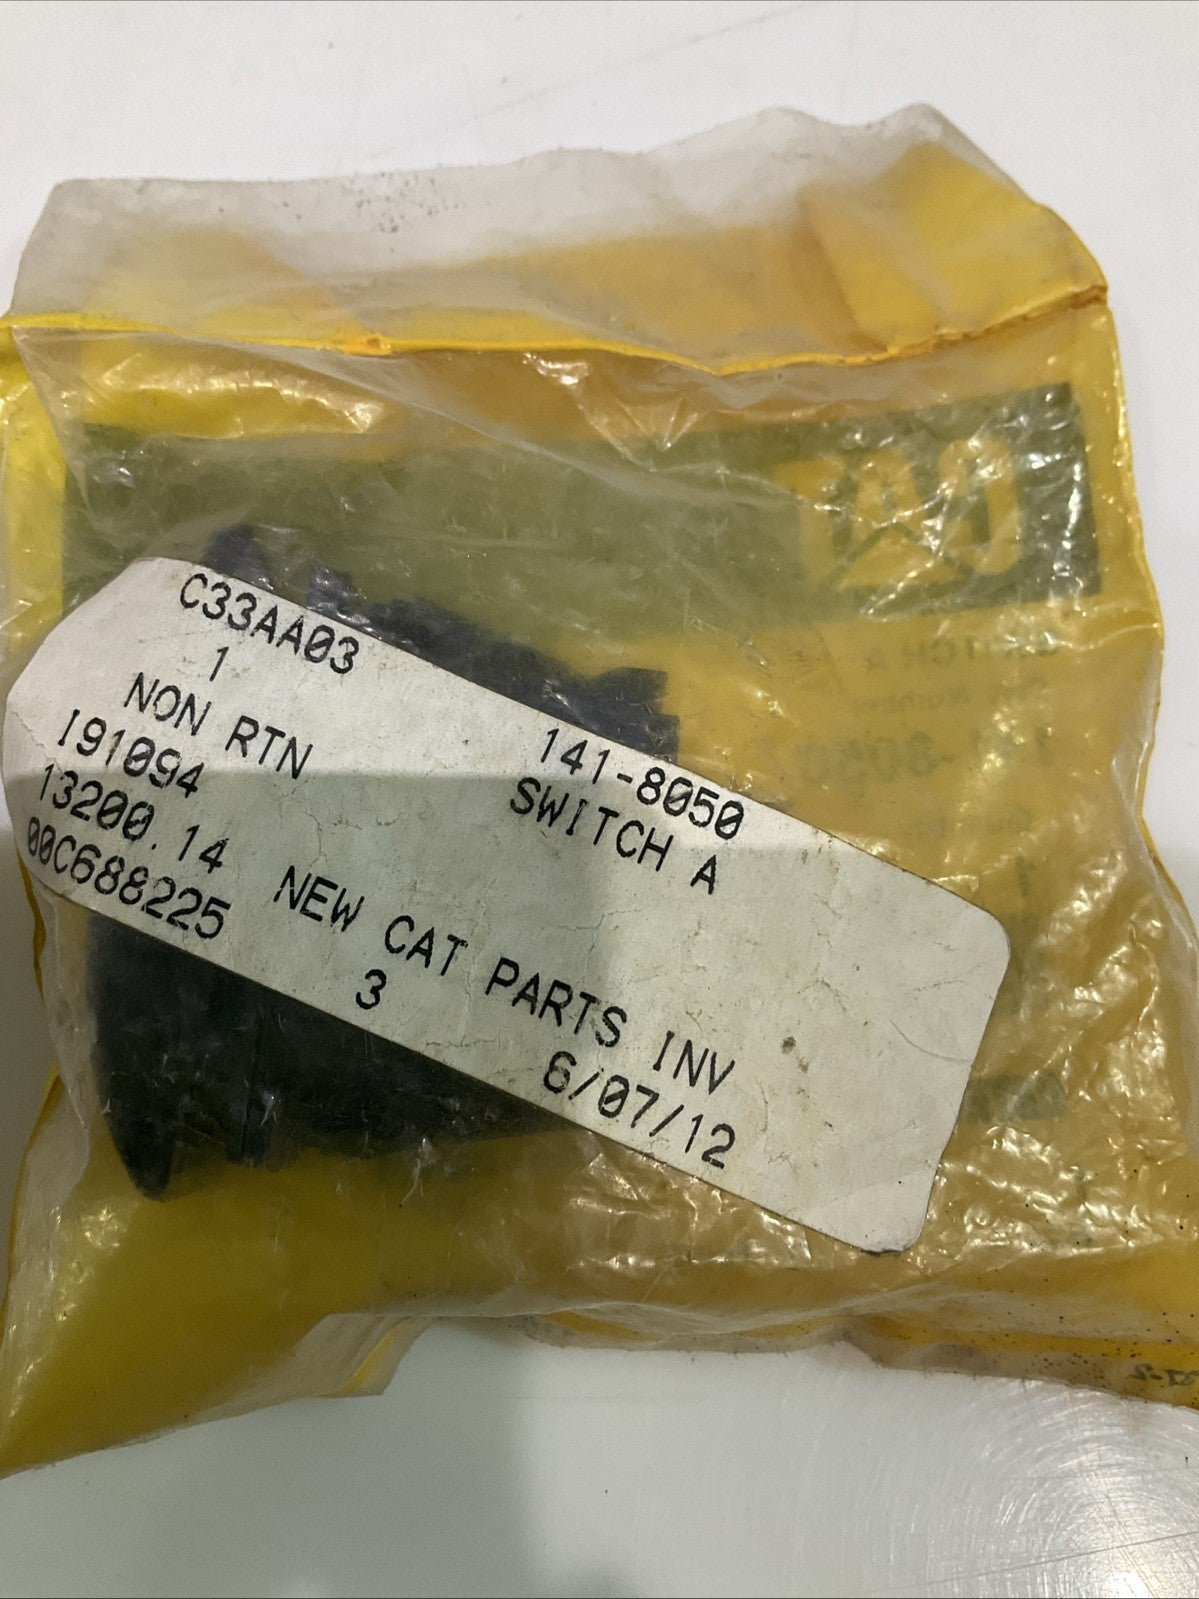 CAT
C33AA03
1 141-8050
NON RTN SWITCH A
I91094
13200.14 NEW CAT PARTS INV
00C688225 3 6/07/12